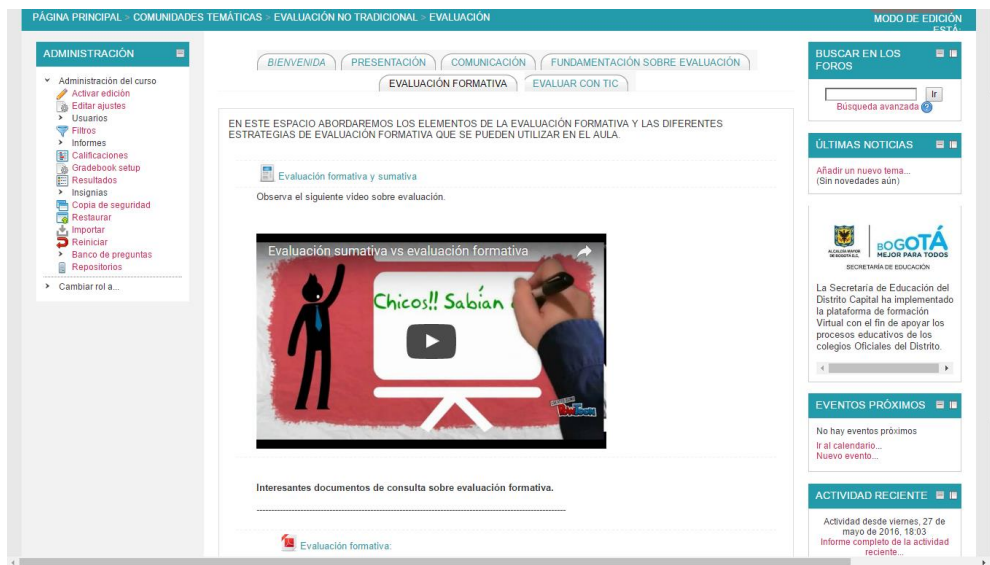 PÁGINA PRINCIPAL > COMUNIDADES TEMÁTICAS > EVALUACIÓN NO TRADICIONAL > EVALUACIÓN
MODO DE EDICIÓN
ESTÁ:
ADMINISTRACIÓN
Administración del curso
Activar edición
Editar ajustes
Usuarios
Filtros
Informes
Calificaciones
Gradebook setup
Resultados
Insignias
Copia de seguridad
Restaurar
Importar
Reiniciar
Banco de preguntas
Repositorios
Cambiar rol a...
BIENVENIDA
PRESENTACIÓN
COMUNICACIÓN
FUNDAMENTACIÓN SOBRE EVALUACIÓN
EVALUACIÓN FORMATIVA
EVALUAR CON TIC
EN ESTE ESPACIO ABORDAREMOS LOS ELEMENTOS DE LA EVALUACIÓN FORMATIVA Y LAS DIFERENTES
ESTRATEGIAS DE EVALUACIÓN FORMATIVA QUE SE PUEDEN UTILIZAR EN EL AULA.
Evaluación formativa y sumativa
Observa el siguiente video sobre evaluación.
Evaluación sumativa vs evaluación formativa
Chicos!! Sabían
PowToon
Interesantes documentos de consulta sobre evaluación formativa.
Evaluación formativa:
BUSCAR EN LOS
FOROS
Ir
Búsqueda avanzada
ÚLTIMAS NOTICIAS
Añadir un nuevo tema...
(Sin novedades aún)
ALCALDÍA MAYOR
DE BOGOTÁ D.C.
BOGOTÁ
MEJOR PARA TODOS
SECRETARÍA DE EDUCACIÓN
La Secretaría de Educación del
Distrito Capital ha implementado
la plataforma de formación
Virtual con el fin de apoyar los
procesos educativos de los
colegios Oficiales del Distrito.
EVENTOS PRÓXIMOS
No hay eventos próximos
Ir al calendario...
Nuevo evento...
ACTIVIDAD RECIENTE
Actividad desde viernes, 27 de
mayo de 2016, 18:03
Informe completo de la actividad
reciente...